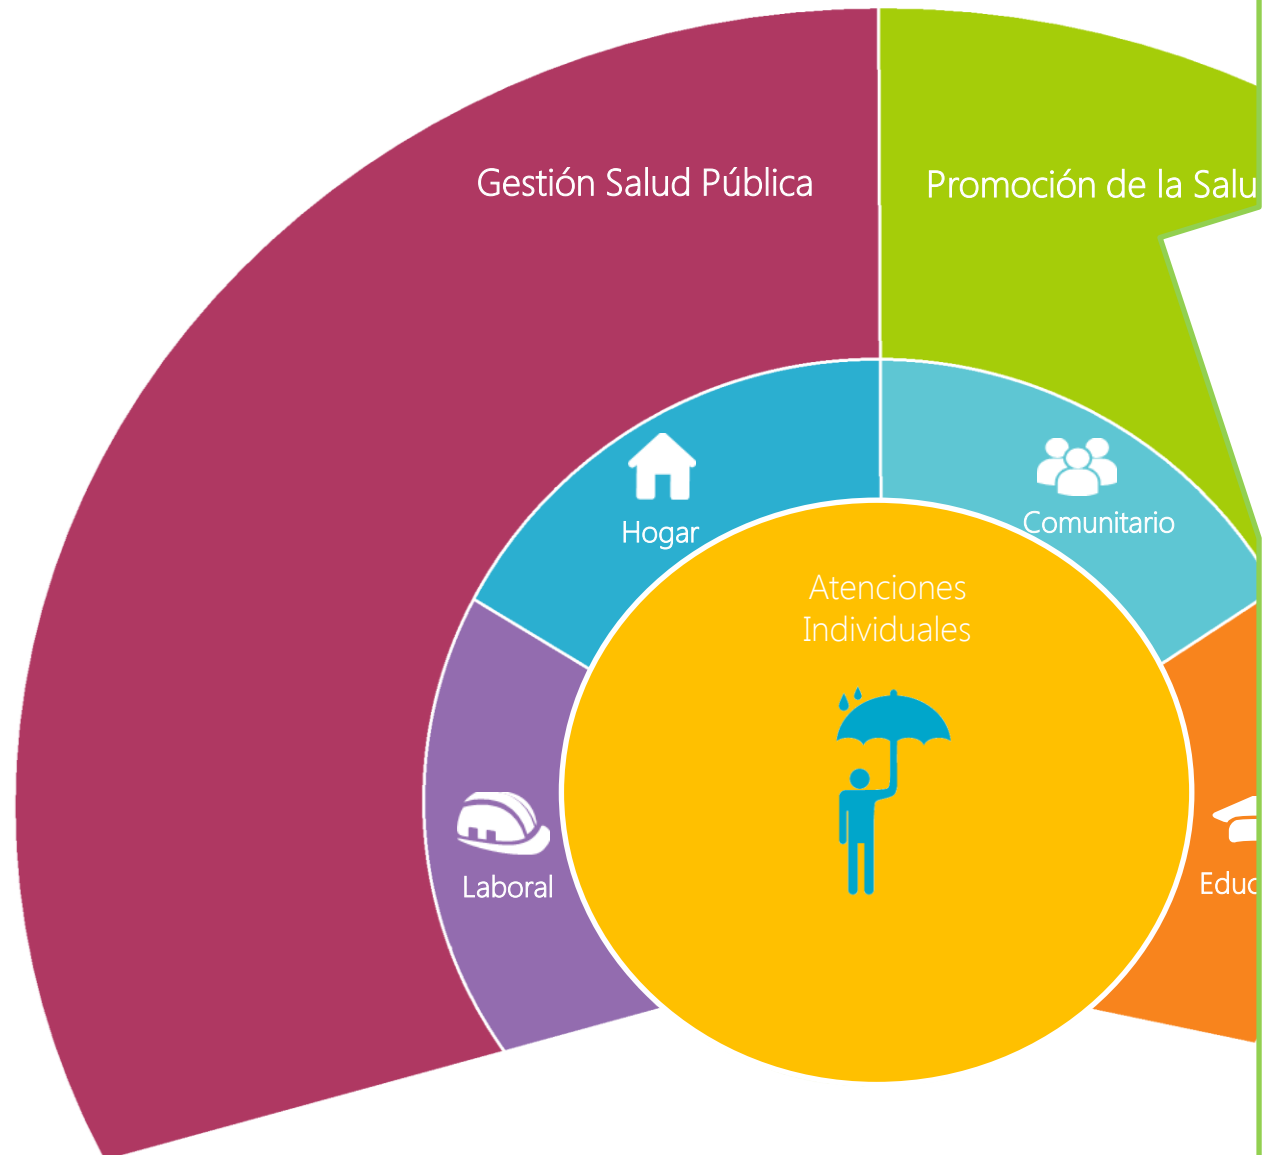 Gestión Salud Pública
Promoción de la Salu
Hogar
Comunitario
Atenciones
Individuales
Laboral
Educ